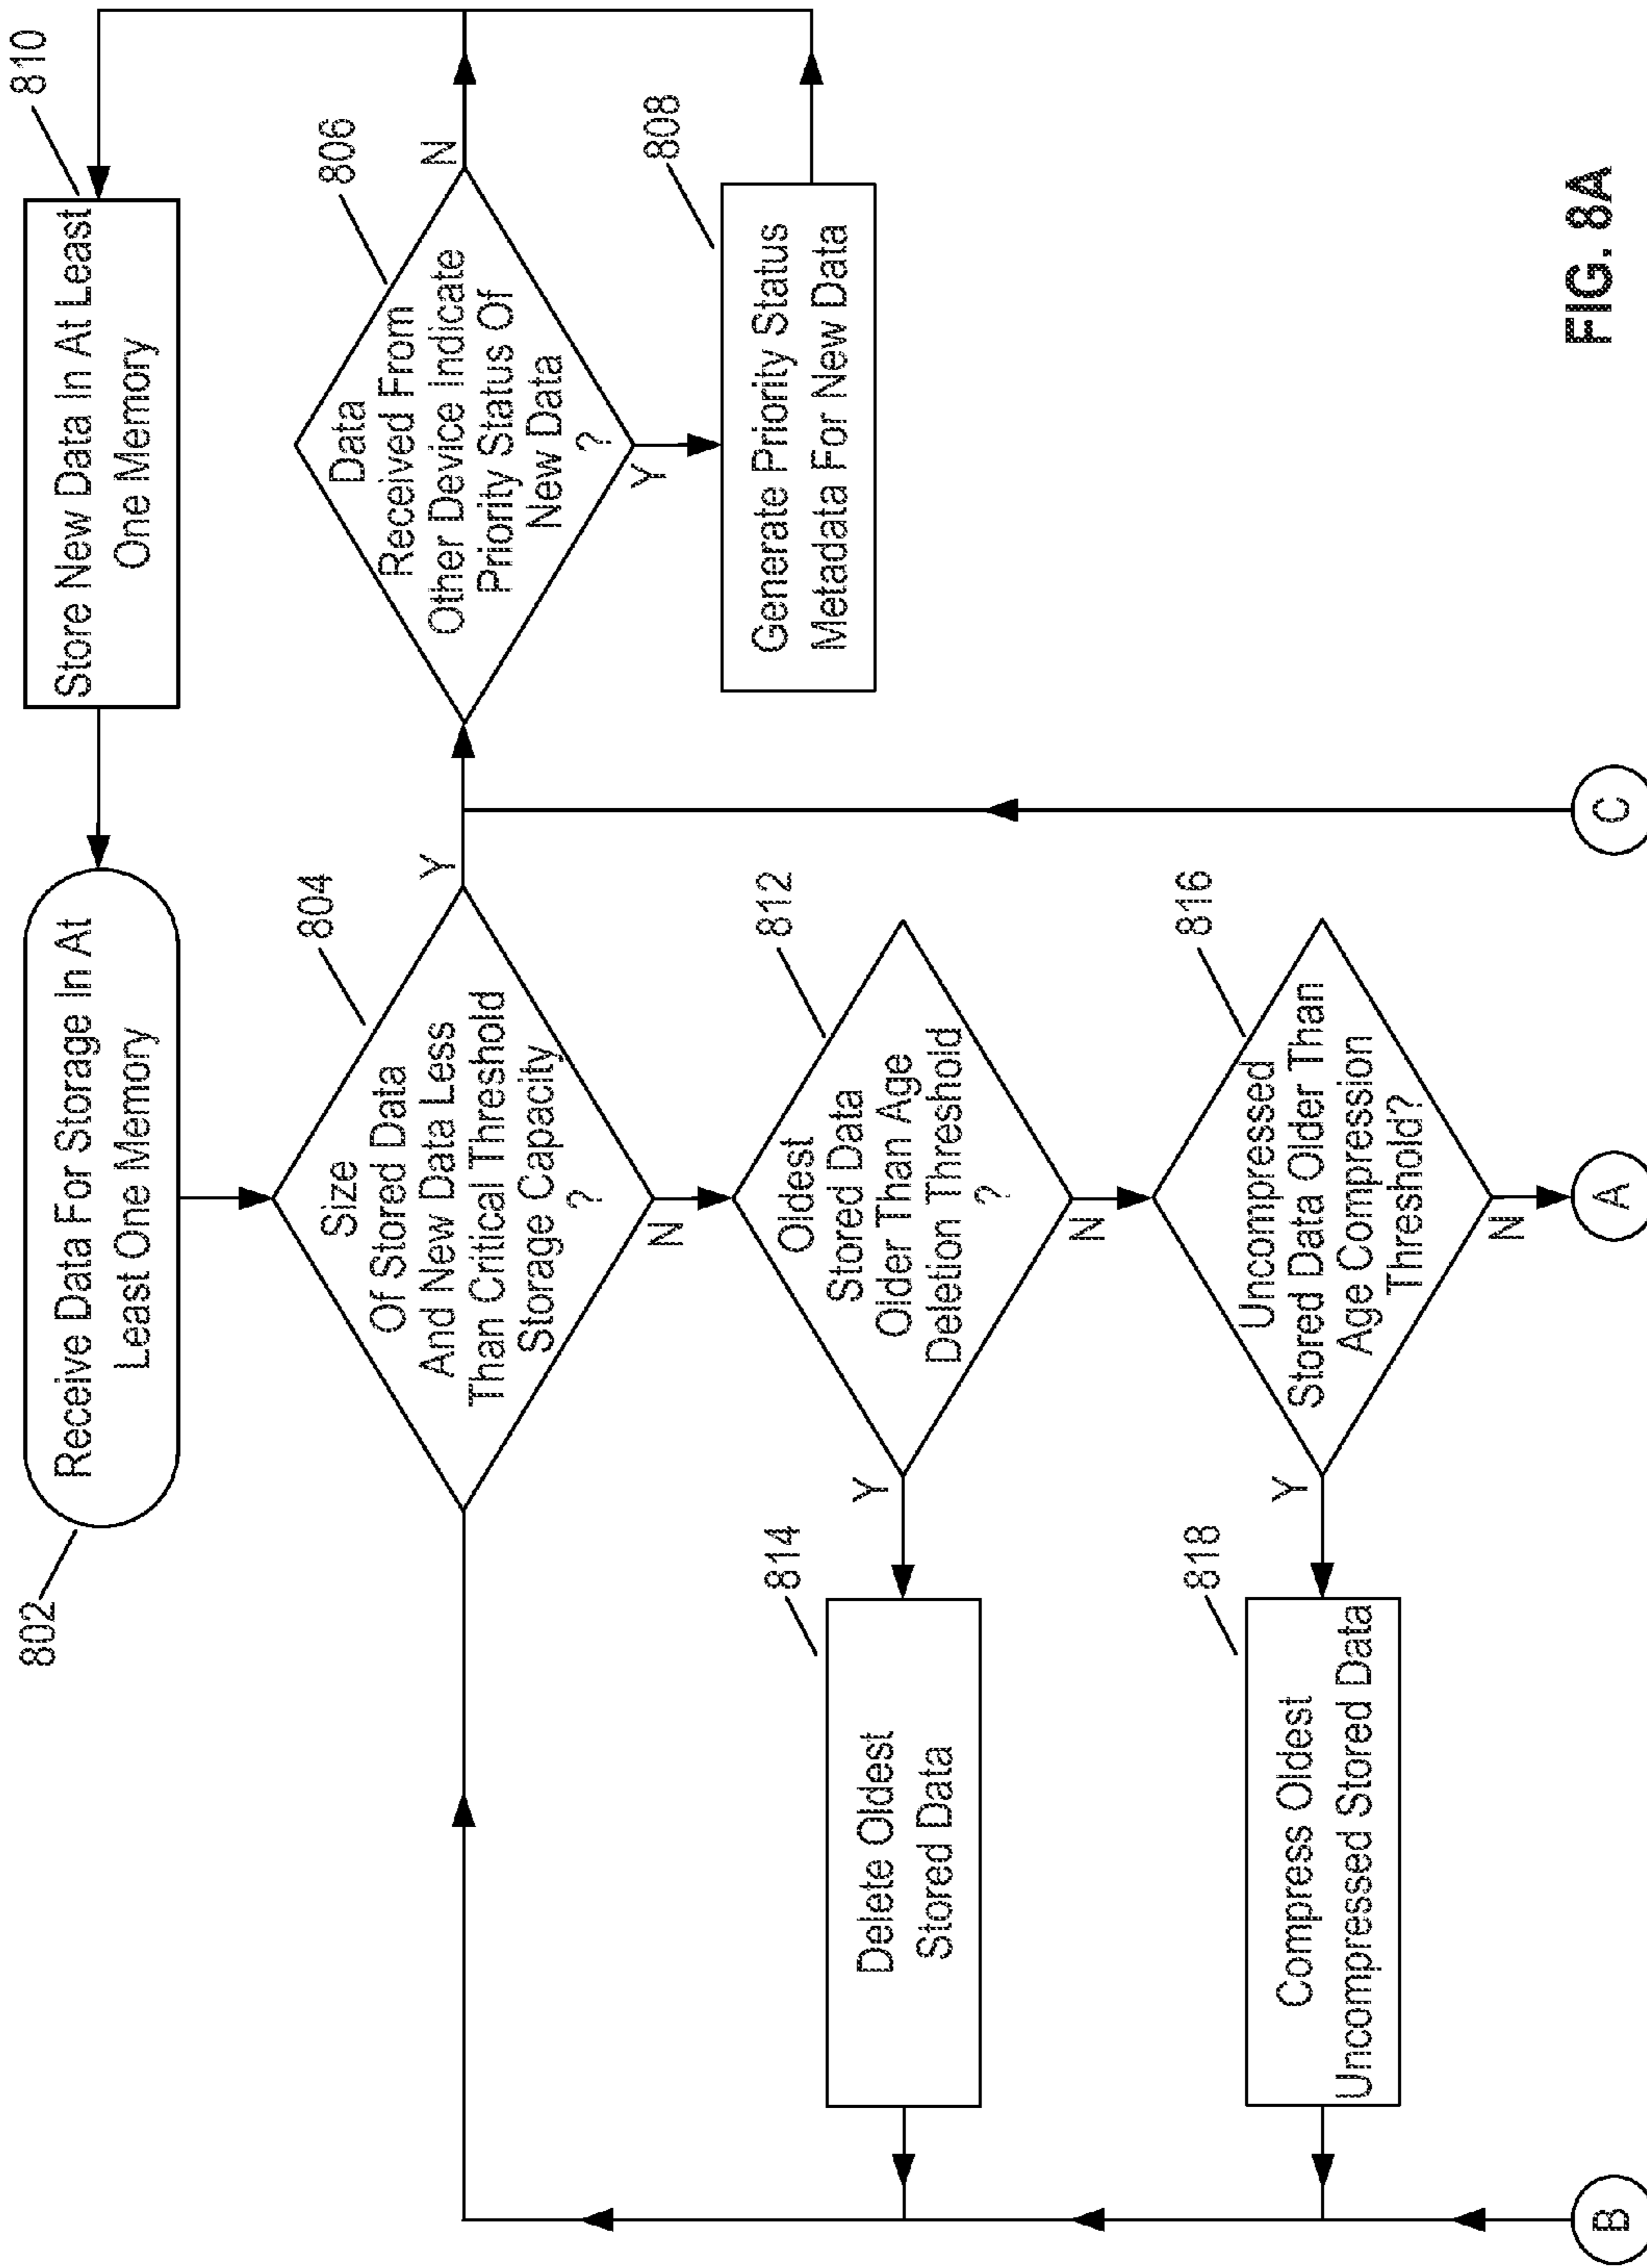 802
Receive Data For Storage In At
Least One Memory
810
Store New Data In At Least
One Memory
804
Size
Of Stored Data
And New Data Less
Than Critical Threshold
Storage Capacity
?
Y
N
806
Data
Received From
Other Device Indicate
Priority Status Of
New Data
?
N
Y
808
Generate Priority Status
Metadata For New Data
812
Oldest
Stored Data
Older Than Age
Deletion Threshold
?
Y
N
814
Delete Oldest
Stored Data
816
Uncompressed
Stored Data Older Than
Age Compression
Threshold?
Y
N
818
Compress Oldest
Uncompressed Stored Data
B
A
C
FIG. 8A